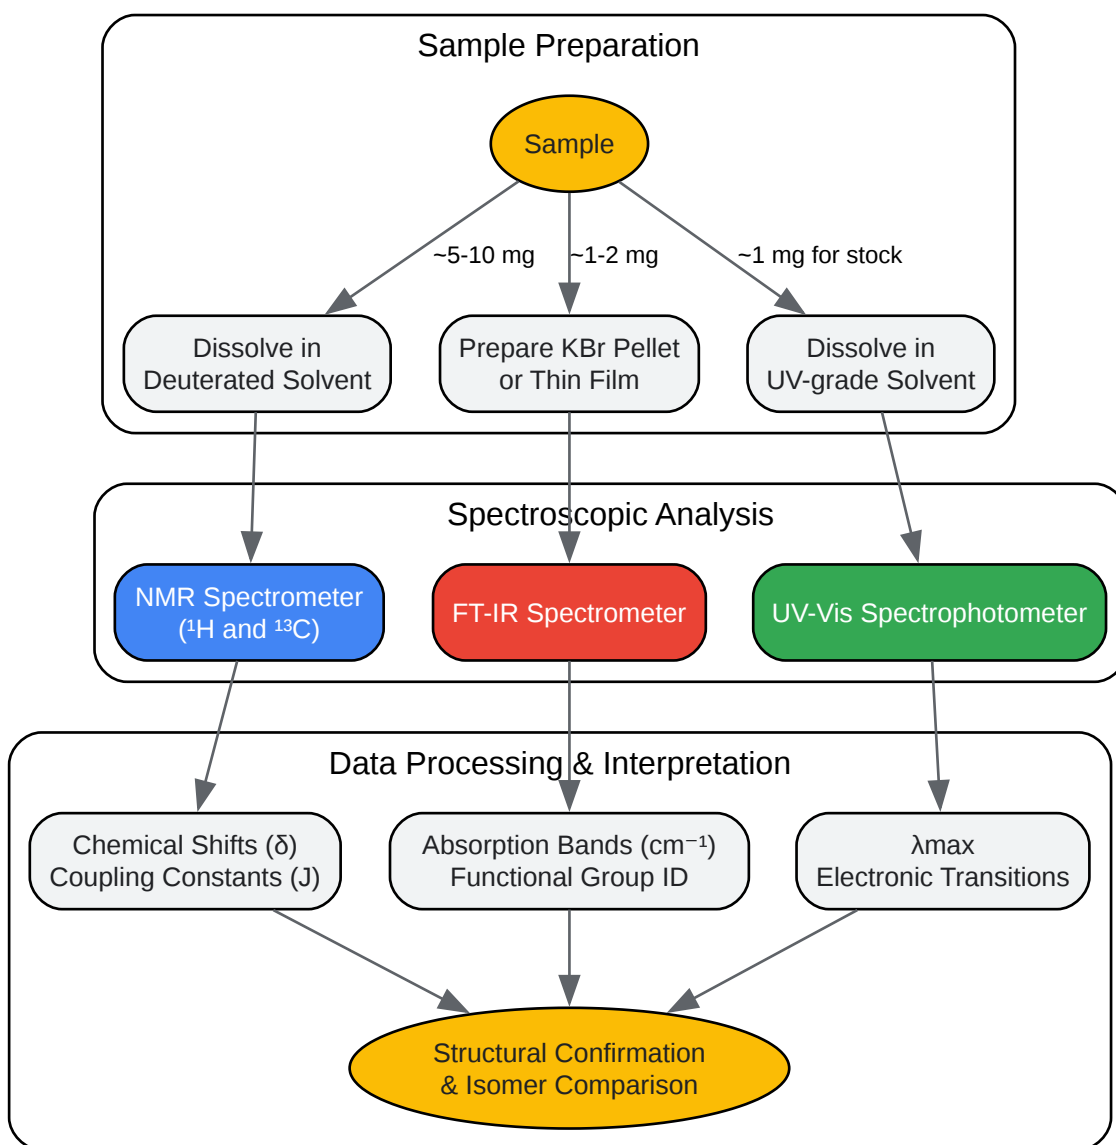 Sample Preparation
Sample
~5-10 mg
~1-2 mg
~1 mg for stock
Dissolve in
Deuterated Solvent
Prepare KBr Pellet
or Thin Film
Dissolve in
UV-grade Solvent
Spectroscopic Analysis
NMR Spectrometer
(¹H and ¹³C)
FT-IR Spectrometer
UV-Vis Spectrophotometer
Data Processing & Interpretation
Chemical Shifts (δ)
Coupling Constants (J)
Absorption Bands (cm⁻¹)
Functional Group ID
λmax
Electronic Transitions
Structural Confirmation
& Isomer Comparison